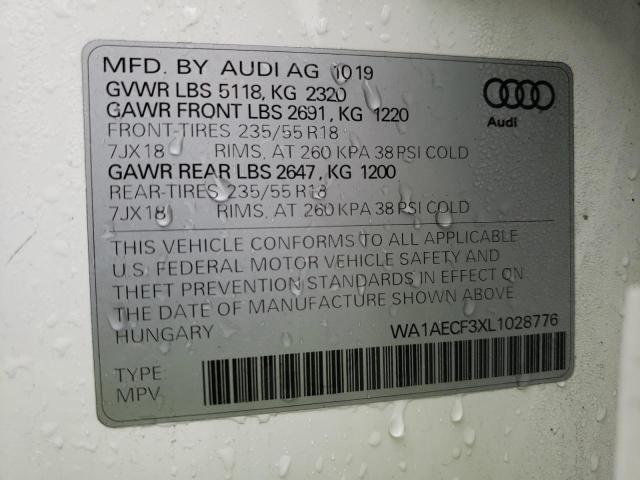 MFD. BY AUDI AG 1019
GVWR LBS 5118, KG 2320
GAWR FRONT LBS 2691, KG 1220
FRONT-TIRES 235/55 R18
7JX18 RIMS, AT 260 KPA 38 PSI COLD
GAWR REAR LBS 2647, KG 1200
REAR-TIRES 235/55 R18
7JX18 RIMS, AT 260 KPA 38 PSI COLD
Audi
THIS VEHICLE CONFORMS TO ALL APPLICABLE
U.S. FEDERAL MOTOR VEHICLE SAFETY AND
THEFT PREVENTION STANDARDS IN EFFECT ON
THE DATE OF MANUFACTURE SHOWN ABOVE.
HUNGARY WA1AECF3XL1028776
TYPE
MPV